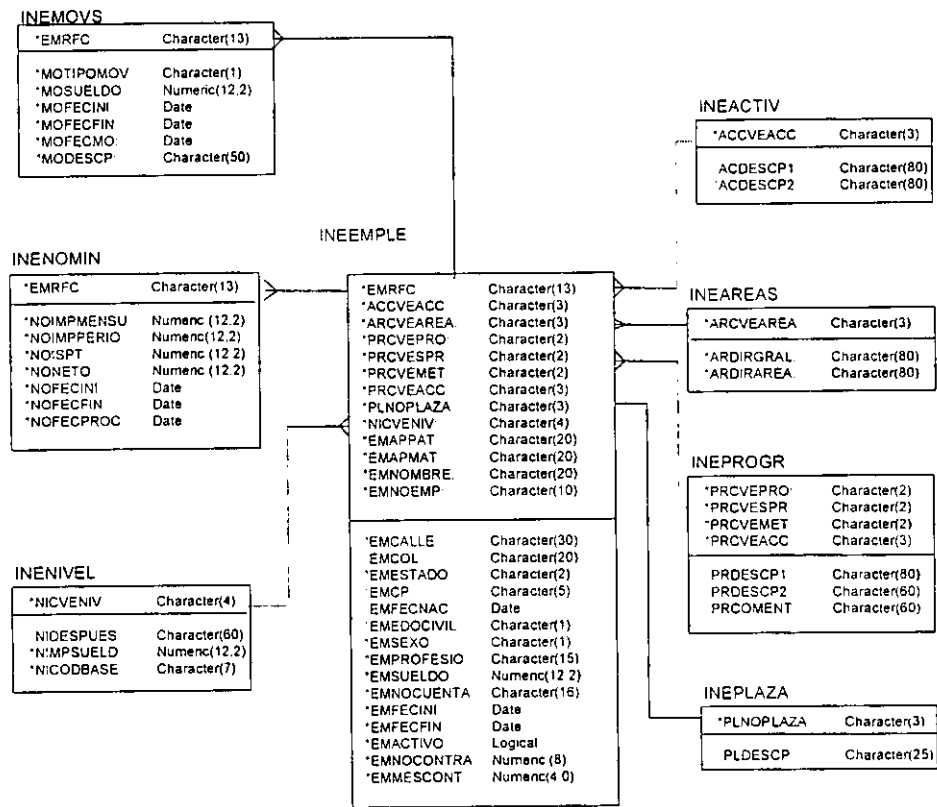 INEMOVS
*EMRFC Character(13)
*MOTIPOMOV Character(1)
*MOSUELDO Numeric(12,2)
*MOFECINI Date
*MOFECFIN Date
*MOFECMO: Date
*MODESCP Character(50)
INEACTIV
*ACCVEACC Character(3)
ACDESCP1 Character(80)
*ACDESCP2 Character(80)
INEEMPLE
*EMRFC Character(13)
*ACCVEACC Character(3)
*ARCVEAREA. Character(3)
*PRCVEPRO Character(2)
*PRCVESPR Character(2)
*PRCVEMET Character(2)
*PRCVEACC Character(3)
*PLNOPLAZA Character(3)
*NICVENIV Character(4)
*EMAPPAT Character(20)
*EMAPMAT Character(20)
*EMNOMBRE. Character(20)
*EMNOEMP Character(10)
*EMCALLE Character(30)
EMCOL Character(20)
*EMESTADO Character(2)
*EMCP Character(5)
EMFECNAC Date
*EMEDOCIVIL Character(1)
*EMSEXO Character(1)
*EMPROFESIO Character(15)
*EMSUELDO Numenc(12 2)
*EMNOCUENTA Character(16)
*EMFECINI Date
*EMFECFIN Date
*EMACTIVO Logical
*EMNOCONTRA Numenc (8)
*EMMESCONT Numenc(4 0)
INENOMIN
*EMRFC Character(13)
*NOIMPMENSU Numenc (12.2)
*NOIMPPERIO Numenc(12,2)
*NOISPT Numenc (12 2)
*NONETO Numenc (12.2)
*NOFECINI Date
*NOFECFIN Date
*NOFECPROC Date
INEAREAS
*ARCVEAREA Character(3)
*ARDIRGRAL. Character(80)
*ARDIRAREA. Character(80)
INEPROGR
*PRCVEPRO Character(2)
*PRCVESPR Character(2)
*PRCVEMET Character(2)
*PRCVEACC Character(3)
PRDESCP1 Character(80)
PRDESCP2 Character(60)
PRCOMENT Character(60)
INENIVEL
*NICVENIV Character(4)
NIDESPUES Character(60)
*NIMPSUELD Numenc(12,2)
*NICODBASE Character(7)
INEPLAZA
*PLNOPLAZA Character(3)
PLDESCP Character(25)